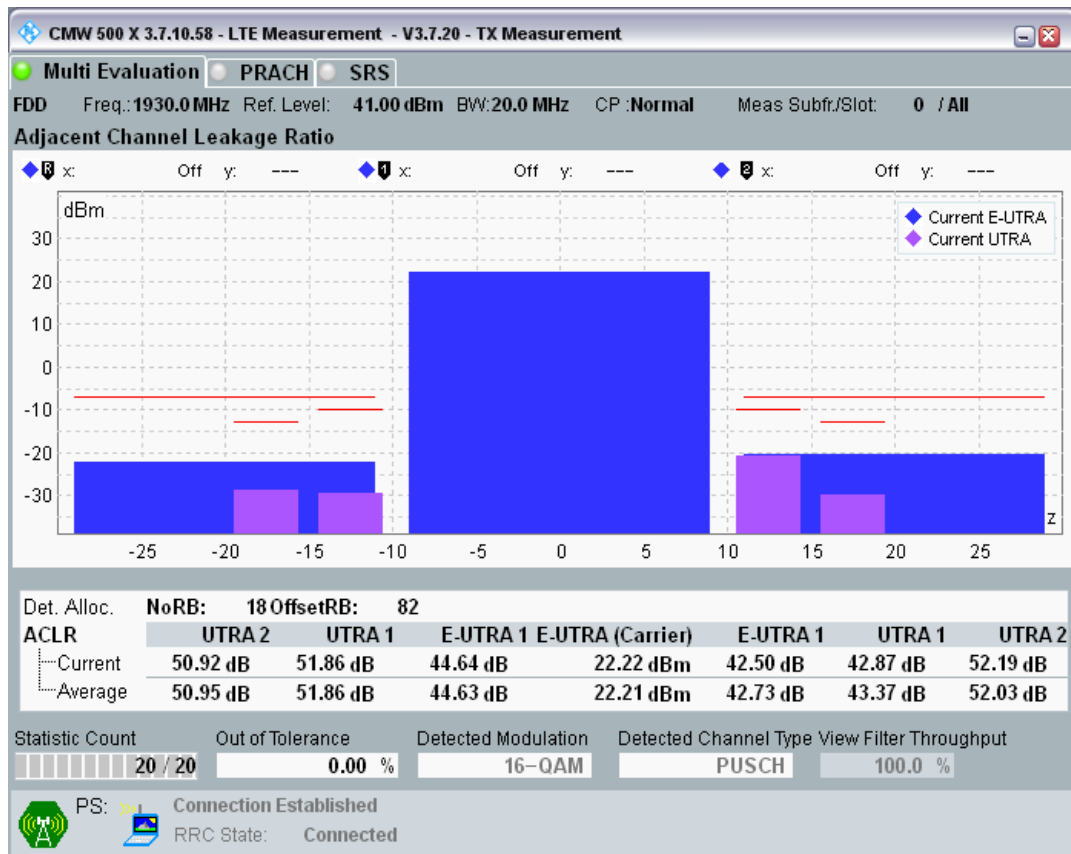 CMW 500 X 3.7.10.58 - LTE Measurement - V3.7.20 - TX Measurement
Multi Evaluation PRACH SRS
FDD Freq.:1930.0 MHz Ref. Level: 41.00 dBm BW:20.0 MHz CP :Normal Meas Subfr./Slot: 0 / All
Adjacent Channel Leakage Ratio
R x: Off y: --- 1 x: Off y: --- 2 x: Off y: ---
dBm
Current E-UTRA
Current UTRA
30
20
10
0
-10
-20
-30
z
-25 -20 -15 -10 -5 0 5 10 15 20 25
Det. Alloc. NoRB: 18 OffsetRB: 82
ACLR UTRA 2 UTRA 1 E-UTRA 1 E-UTRA (Carrier) E-UTRA 1 UTRA 1 UTRA 2
Current 50.92 dB 51.86 dB 44.64 dB 22.22 dBm 42.50 dB 42.87 dB 52.19 dB
Average 50.95 dB 51.86 dB 44.63 dB 22.21 dBm 42.73 dB 43.37 dB 52.03 dB
Statistic Count Out of Tolerance Detected Modulation Detected Channel Type View Filter Throughput
20 / 20 0.00 % 16-QAM PUSCH 100.0 %
PS: Connection Established
RRC State: Connected